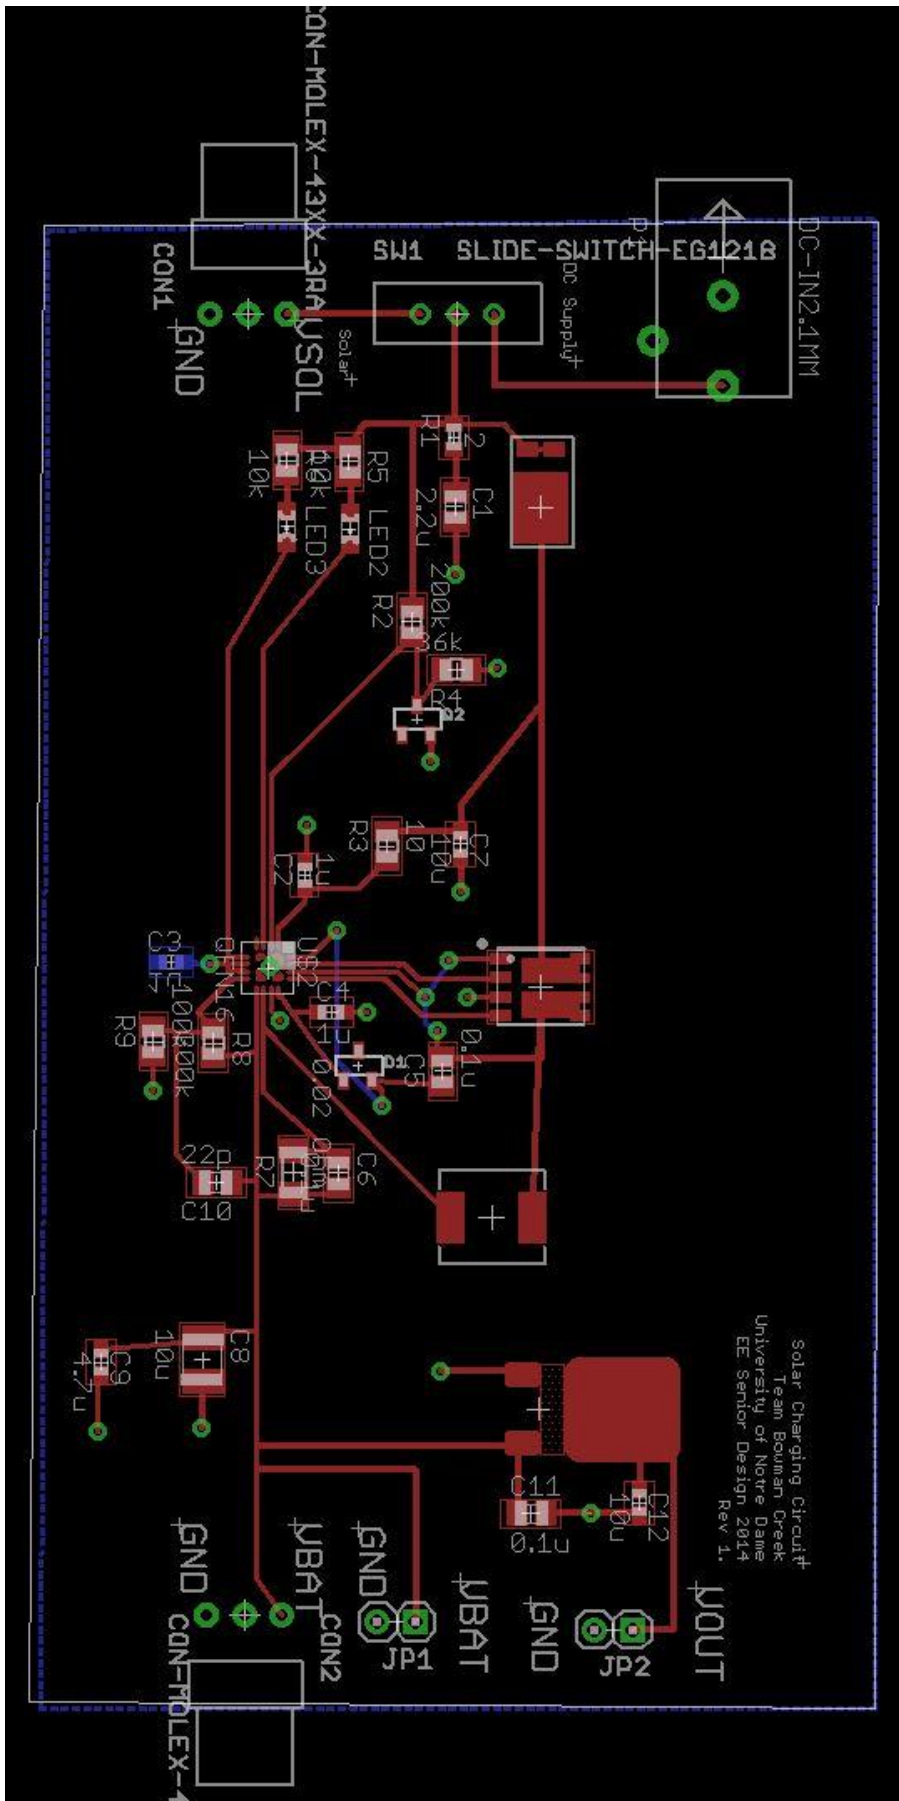 CON-MOLEX-43XX-3RA
SW1
SLIDE-SWITCH-EG1218
DC-IN2.1MM
CON1
GND
VSOL
Solar
DC Supply
R1
2
10k
R5
LED3
LED2
C1
2.2u
R2
200k
36k
R4
Q2
C2
1u
R3
10
10u
C7
C3
QFN16
U$2
C4
1u
R9
R8
100k
D1
C5
0.1u
0.02
22p
C10
R7
C6
C8
10u
C9
4.7u
C11
0.1u
C12
10u
Solar Charging Circuit
Team Bowman Creek
University of Notre Dame
EE Senior Design 2014
Rev 1.
GND
VBAT
GND
VBAT
GND
VOUT
CON2
JP1
JP2
CON-MOLEX-4